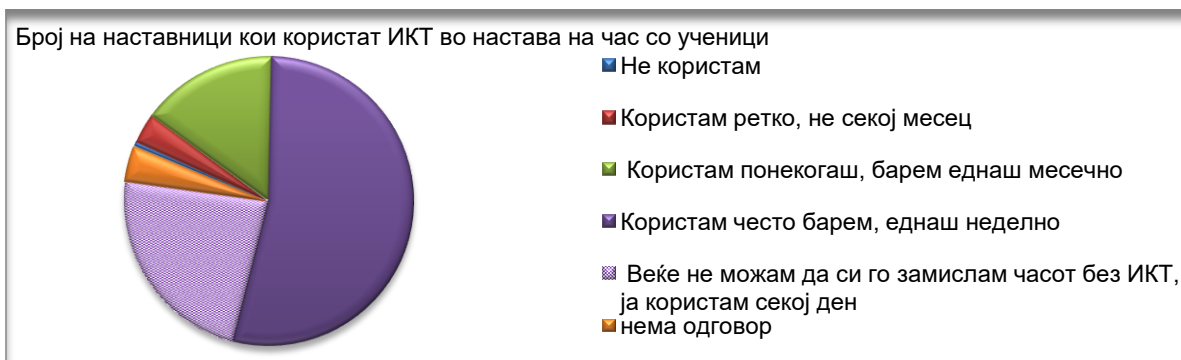 Број на наставници кои користат ИКТ во настава на час со ученици
Не користам
Користам ретко, не секој месец
Користам понекогаш, барем еднаш месечно
Користам често барем, еднаш неделно
Веќе не можам да си го замислам часот без ИКТ,
ја користам секој ден
нема одговор